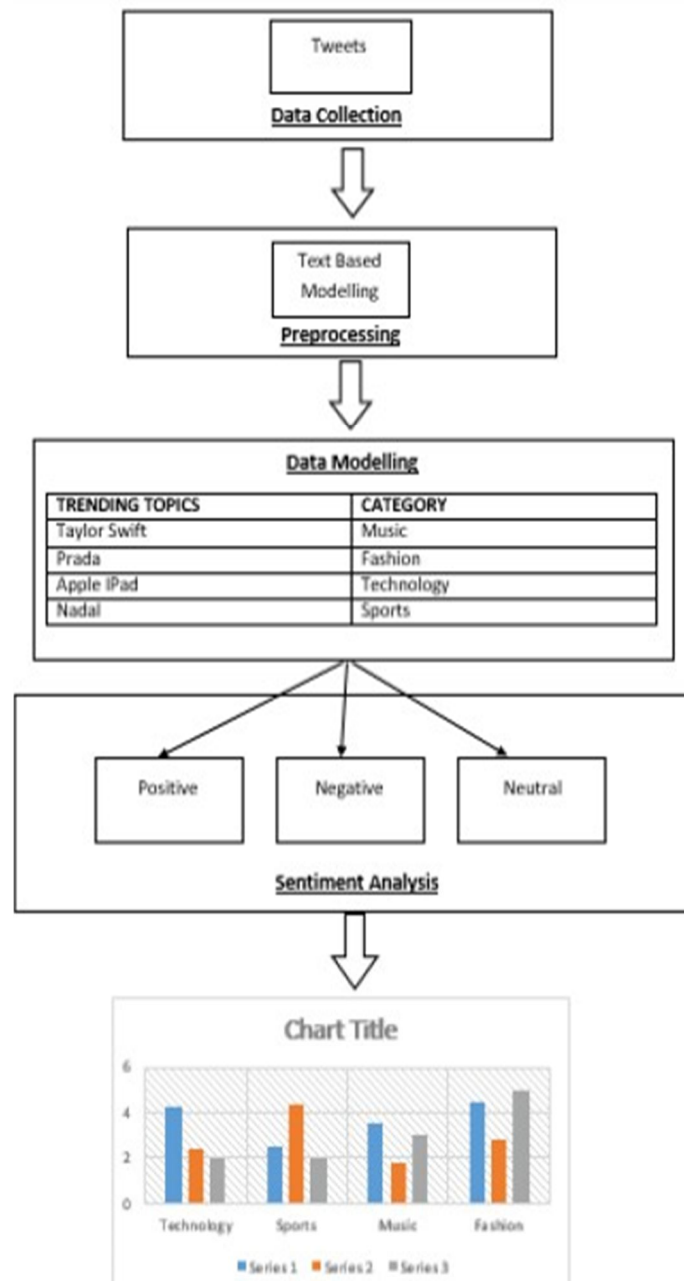 Tweets
Data Collection
Text Based
Modelling
Preprocessing
Data Modelling
TRENDING TOPICS CATEGORY
Taylor Swift Music
Prada Fashion
Apple IPad Technology
Nadal Sports
Positive Negative Neutral
Sentiment Analysis
Chart Title
6
4
2
0
Technology Sports Music Fashion
Series 1 Series 2 Series 3